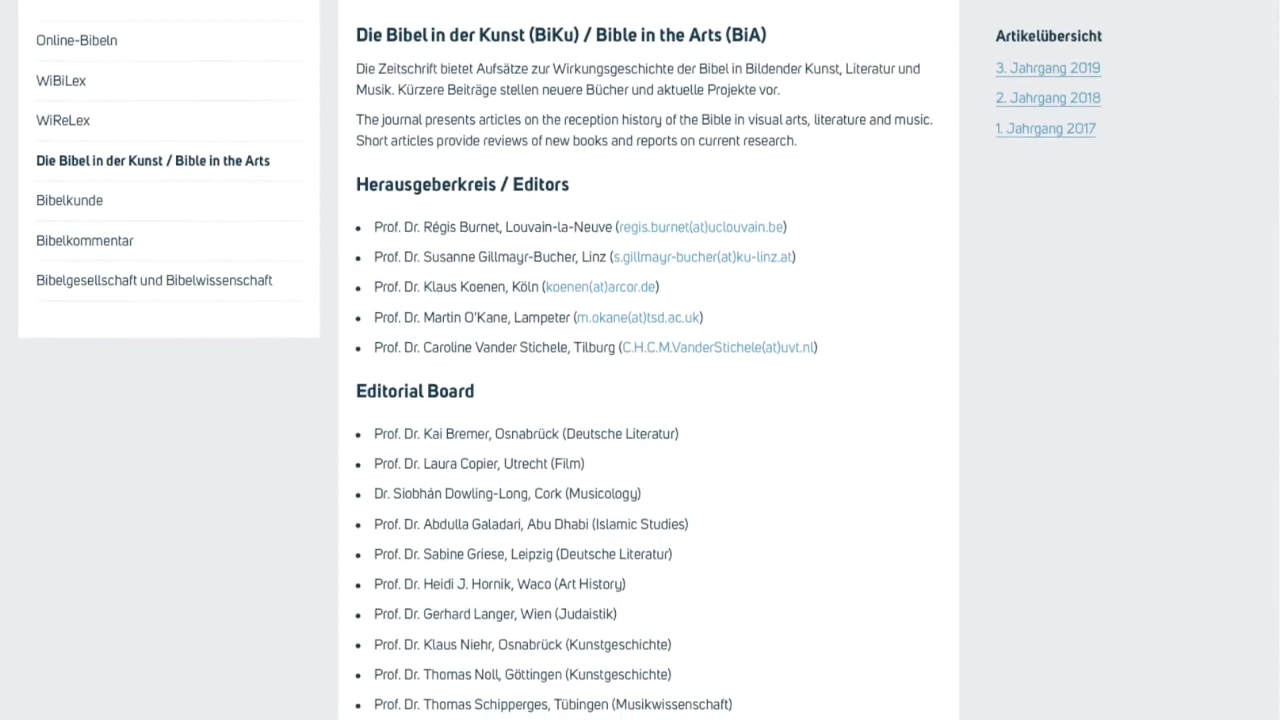 Online-Bibeln
WiBiLex
WiReLex
Die Bibel in der Kunst / Bible in the Arts
Bibelkunde
Bibelkommentar
Bibelgesellschaft und Bibelwissenschaft
Die Bibel in der Kunst (BiKu) / Bible in the Arts (BiA)
Die Zeitschrift bietet Aufsätze zur Wirkungsgeschichte der Bibel in Bildender Kunst, Literatur und
Musik. Kürzere Beiträge stellen neuere Bücher und aktuelle Projekte vor.
The journal presents articles on the reception history of the Bible in visual arts, literature and music.
Short articles provide reviews of new books and reports on current research.
Herausgeberkreis / Editors
• Prof. Dr. Régis Burnet, Louvain-la-Neuve (regis.burnet(at)uclouvain.be)
• Prof. Dr. Susanne Gillmayr-Bucher, Linz (s.gillmayr-bucher(at)ku-linz.at)
• Prof. Dr. Klaus Koenen, Köln (koenen(at)arcor.de)
• Prof. Dr. Martin O'Kane, Lampeter (m.okane(at)tsd.ac.uk)
• Prof. Dr. Caroline Vander Stichele, Tilburg (C.H.C.M.VanderStichele(at)uvt.nl)
Editorial Board
• Prof. Dr. Kai Bremer, Osnabrück (Deutsche Literatur)
• Prof. Dr. Laura Copier, Utrecht (Film)
• Dr. Siobhán Dowling-Long, Cork (Musicology)
• Prof. Dr. Abdulla Galadari, Abu Dhabi (Islamic Studies)
• Prof. Dr. Sabine Griese, Leipzig (Deutsche Literatur)
• Prof. Dr. Heidi J. Hornik, Waco (Art History)
• Prof. Dr. Gerhard Langer, Wien (Judaistik)
• Prof. Dr. Klaus Niehr, Osnabrück (Kunstgeschichte)
• Prof. Dr. Thomas Noll, Göttingen (Kunstgeschichte)
• Prof. Dr. Thomas Schipperges, Tübingen (Musikwissenschaft)
Artikelübersicht
3. Jahrgang 2019
2. Jahrgang 2018
1. Jahrgang 2017